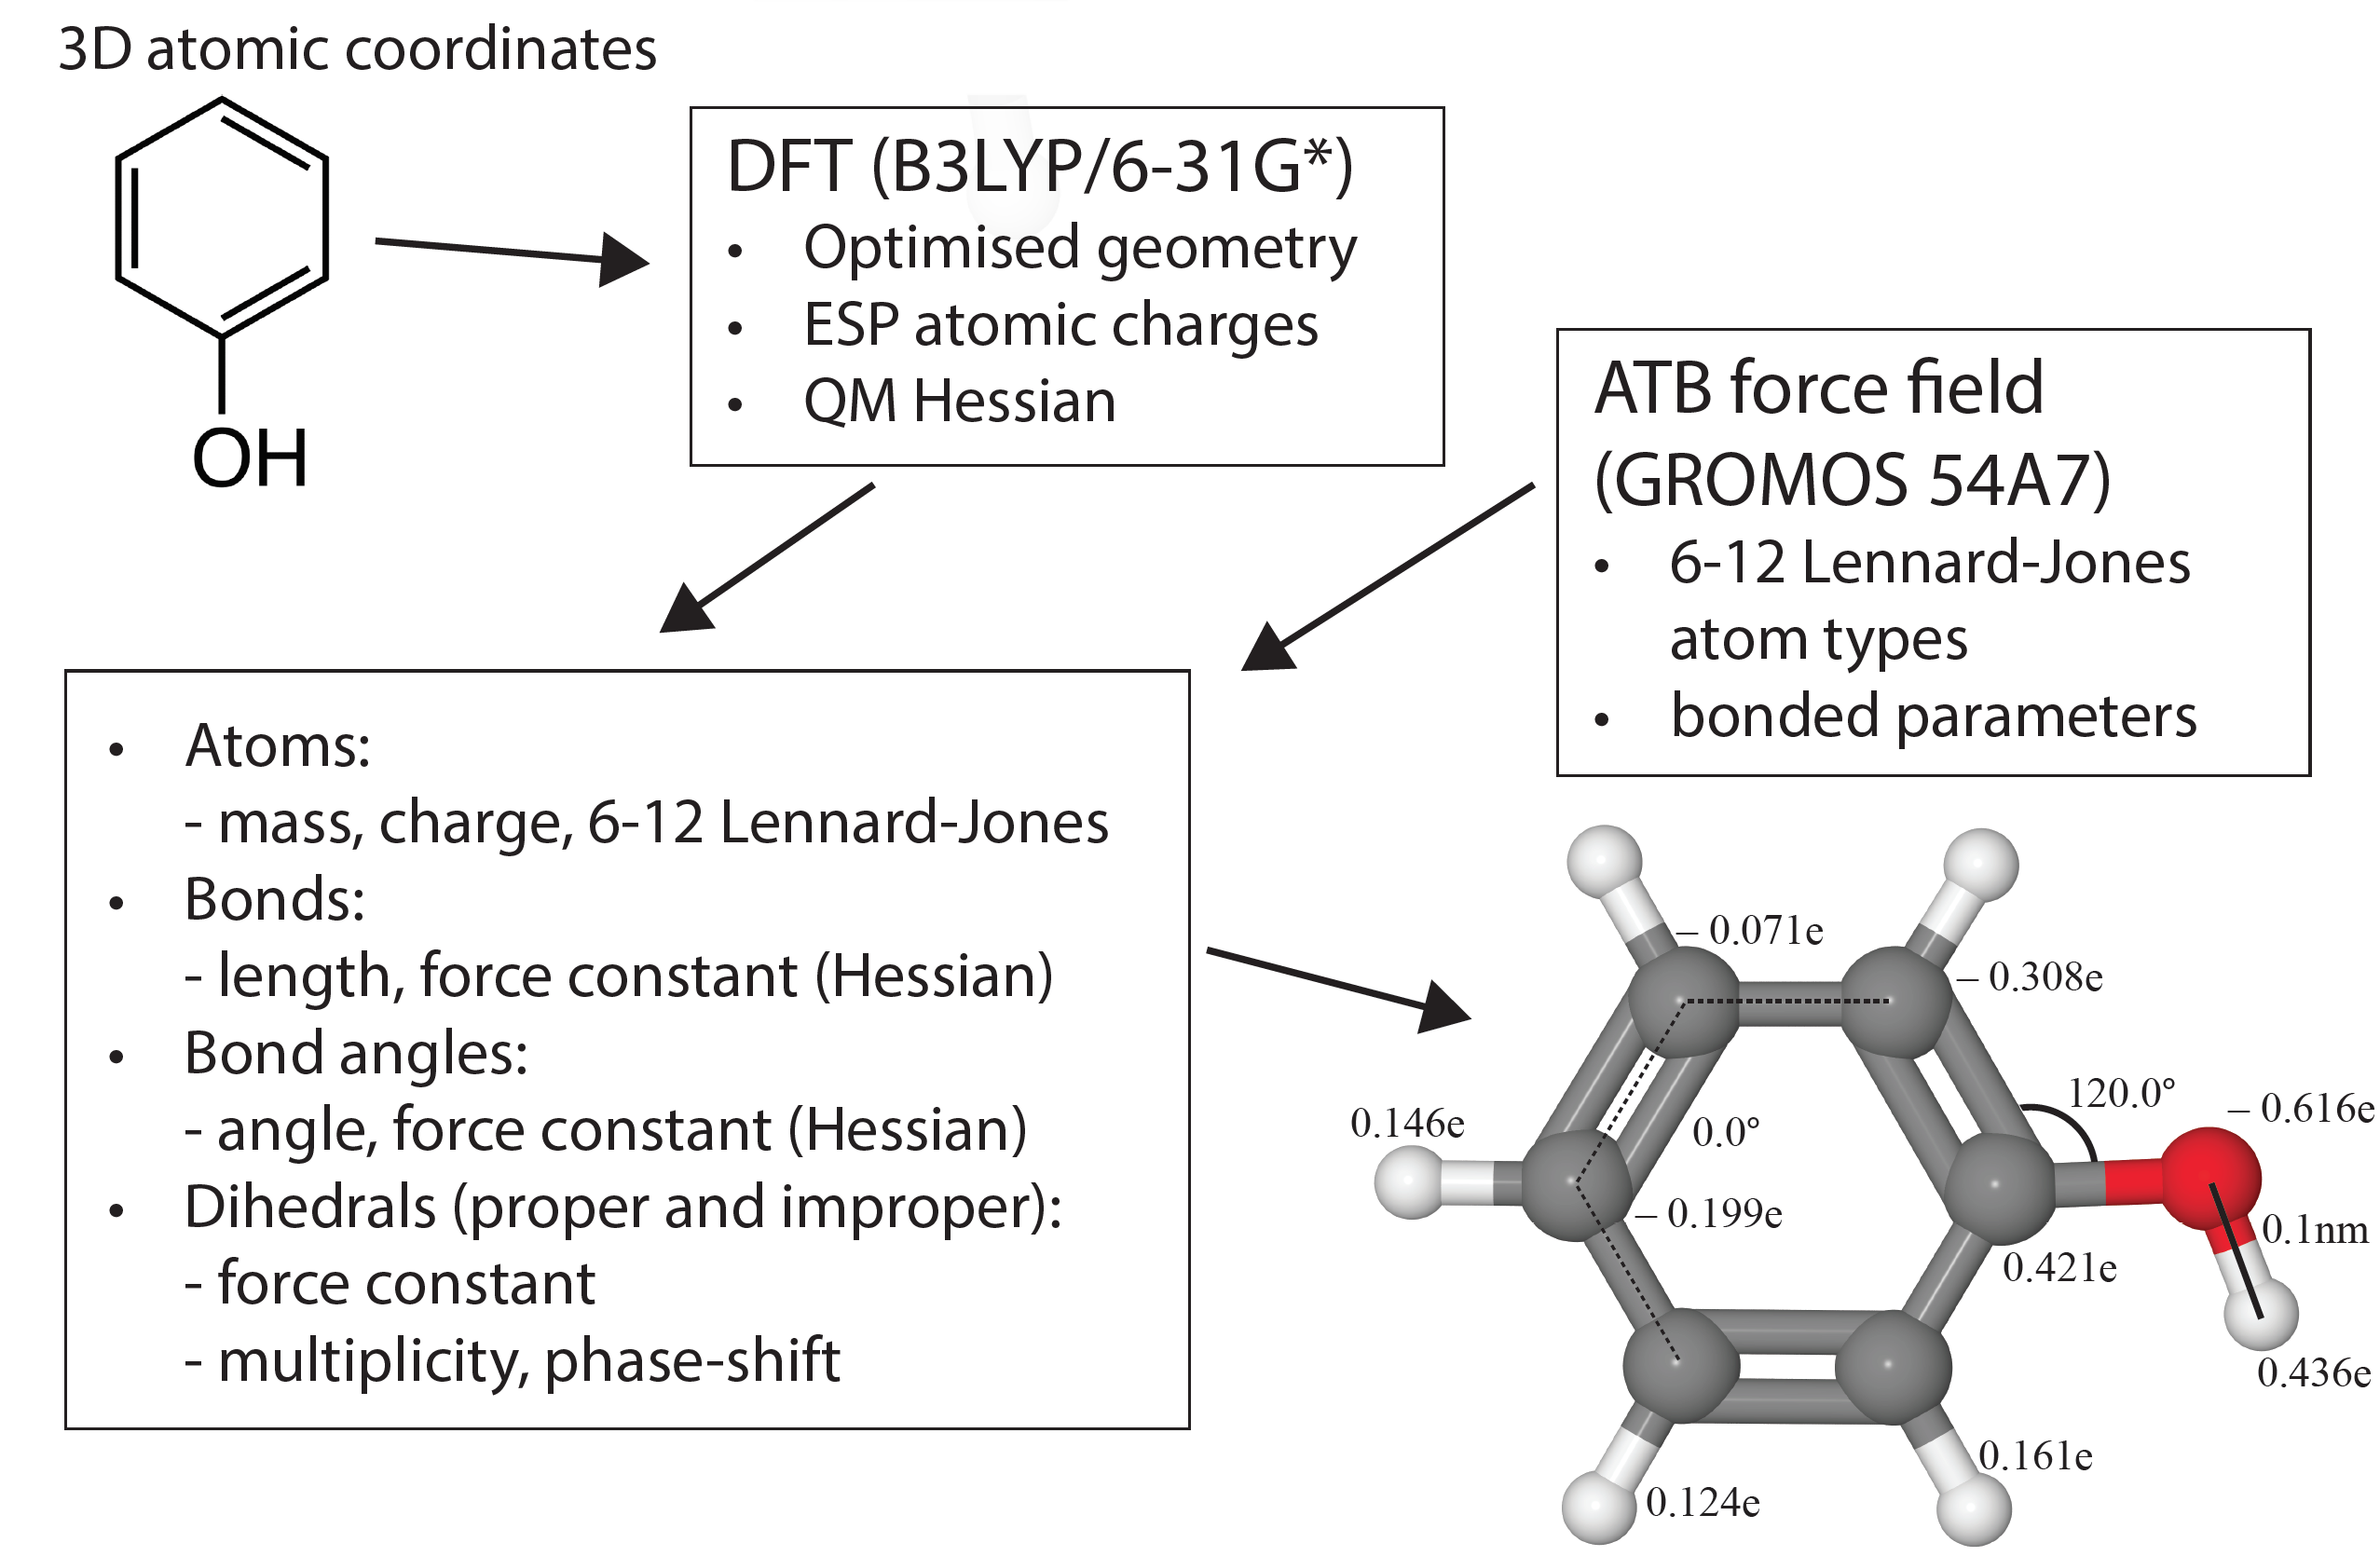 3D atomic coordinates
OH
DFT (B3LYP/6-31G*)
• Optimised geometry
• ESP atomic charges
• QM Hessian
ATB force field
(GROMOS 54A7)
• 6-12 Lennard-Jones
atom types
• bonded parameters
• Atoms:
- mass, charge, 6-12 Lennard-Jones
• Bonds:
- length, force constant (Hessian)
• Bond angles:
- angle, force constant (Hessian)
• Dihedrals (proper and improper):
- force constant
- multiplicity, phase-shift
– 0.071e
– 0.308e
120.0°
– 0.616e
0.146e
0.0°
– 0.199e
0.1nm
0.421e
0.436e
0.161e
0.124e